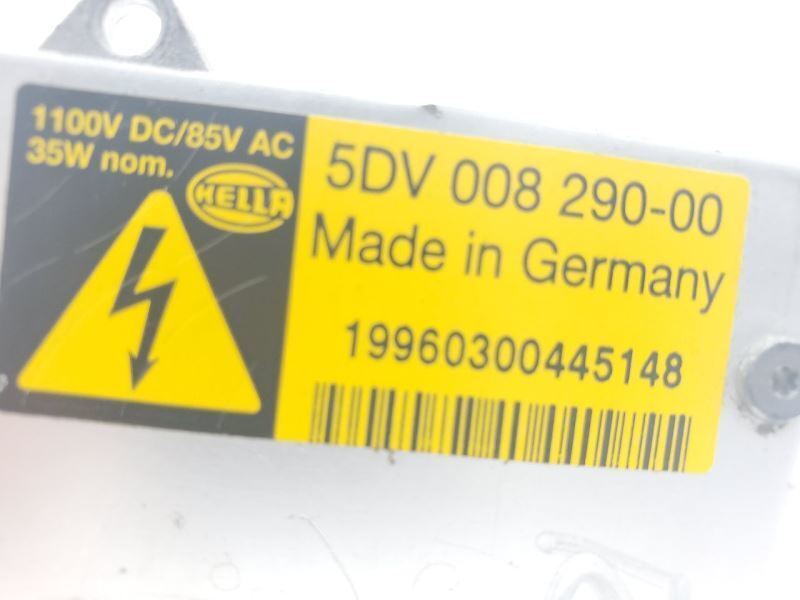 1100V DC/85V AC
35W nom.
HELLA
5DV 008 290-00
Made in Germany
19960300445148